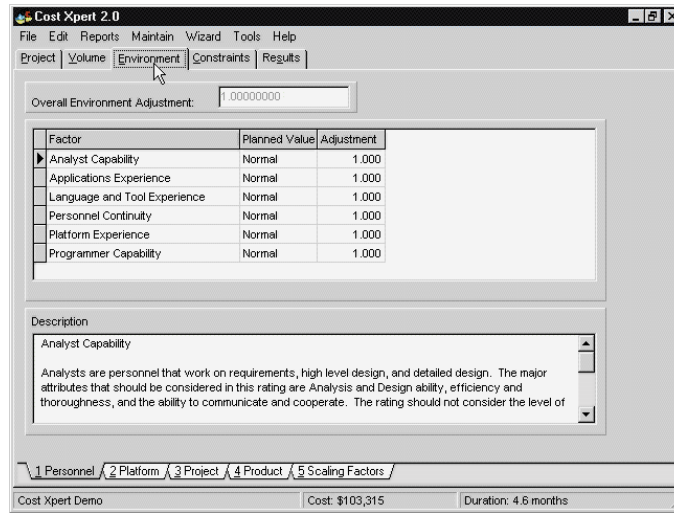 Cost Xpert 2.0
File Edit Reports Maintain Wizard Tools Help
Project Volume Environment Constraints Results
Overall Environment Adjustment: 1.00000000
Factor Planned Value Adjustment
Analyst Capability Normal 1.000
Applications Experience Normal 1.000
Language and Tool Experience Normal 1.000
Personnel Continuity Normal 1.000
Platform Experience Normal 1.000
Programmer Capability Normal 1.000
Description
Analyst Capability
Analysts are personnel that work on requirements, high level design, and detailed design. The major
attributes that should be considered in this rating are Analysis and Design ability, efficiency and
thoroughness, and the ability to communicate and cooperate. The rating should not consider the level of
1 Personnel 2 Platform 3 Project 4 Product 5 Scaling Factors
Cost Xpert Demo Cost: $103,315 Duration: 4.6 months